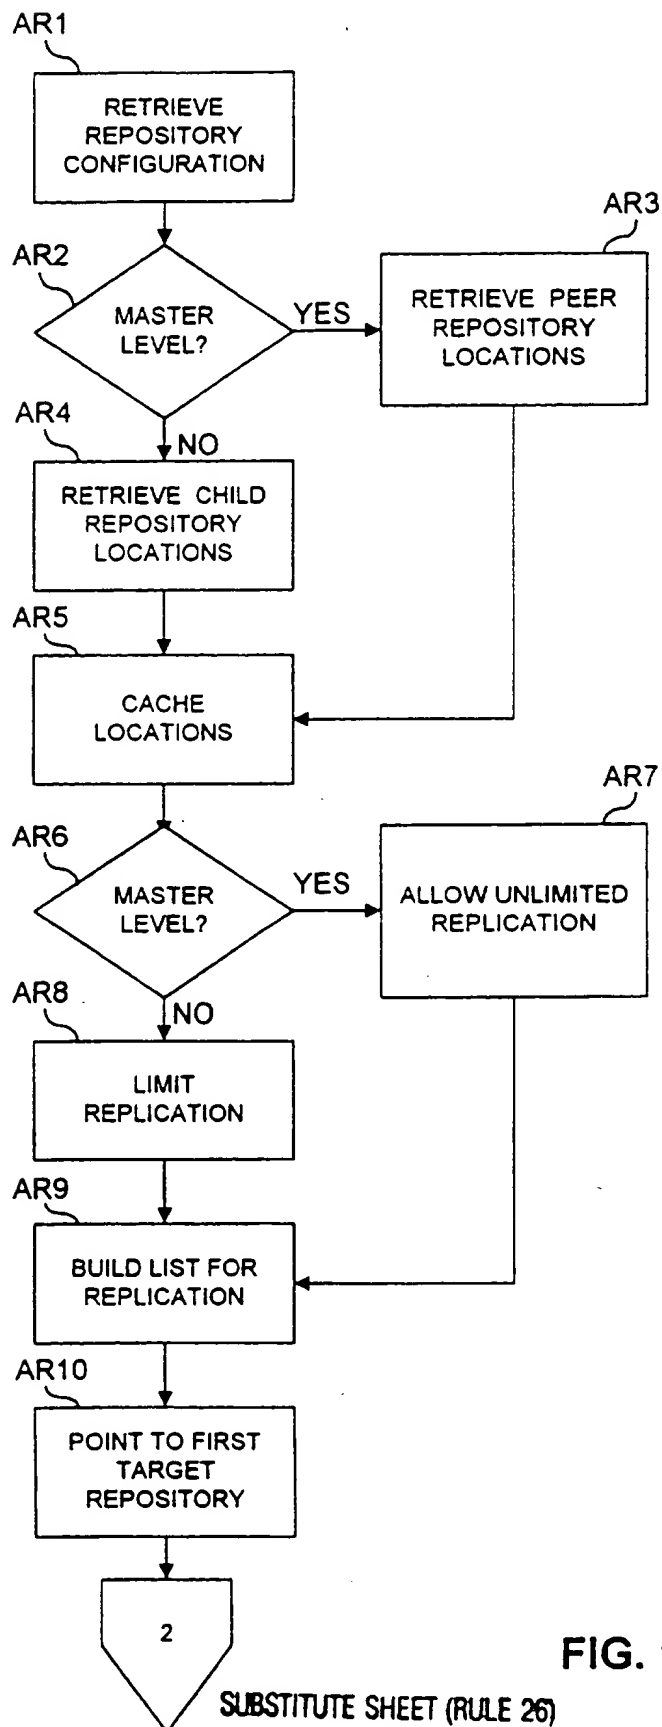 AR1
RETRIEVE
REPOSITORY
CONFIGURATION
AR2
MASTER
LEVEL?
YES
AR3
RETRIEVE PEER
REPOSITORY
LOCATIONS
NO
AR4
RETRIEVE CHILD
REPOSITORY
LOCATIONS
AR5
CACHE
LOCATIONS
AR6
MASTER
LEVEL?
YES
AR7
ALLOW UNLIMITED
REPLICATION
NO
AR8
LIMIT
REPLICATION
AR9
BUILD LIST FOR
REPLICATION
AR10
POINT TO FIRST
TARGET
REPOSITORY
2
FIG.
SUBSTITUTE SHEET (RULE 26)